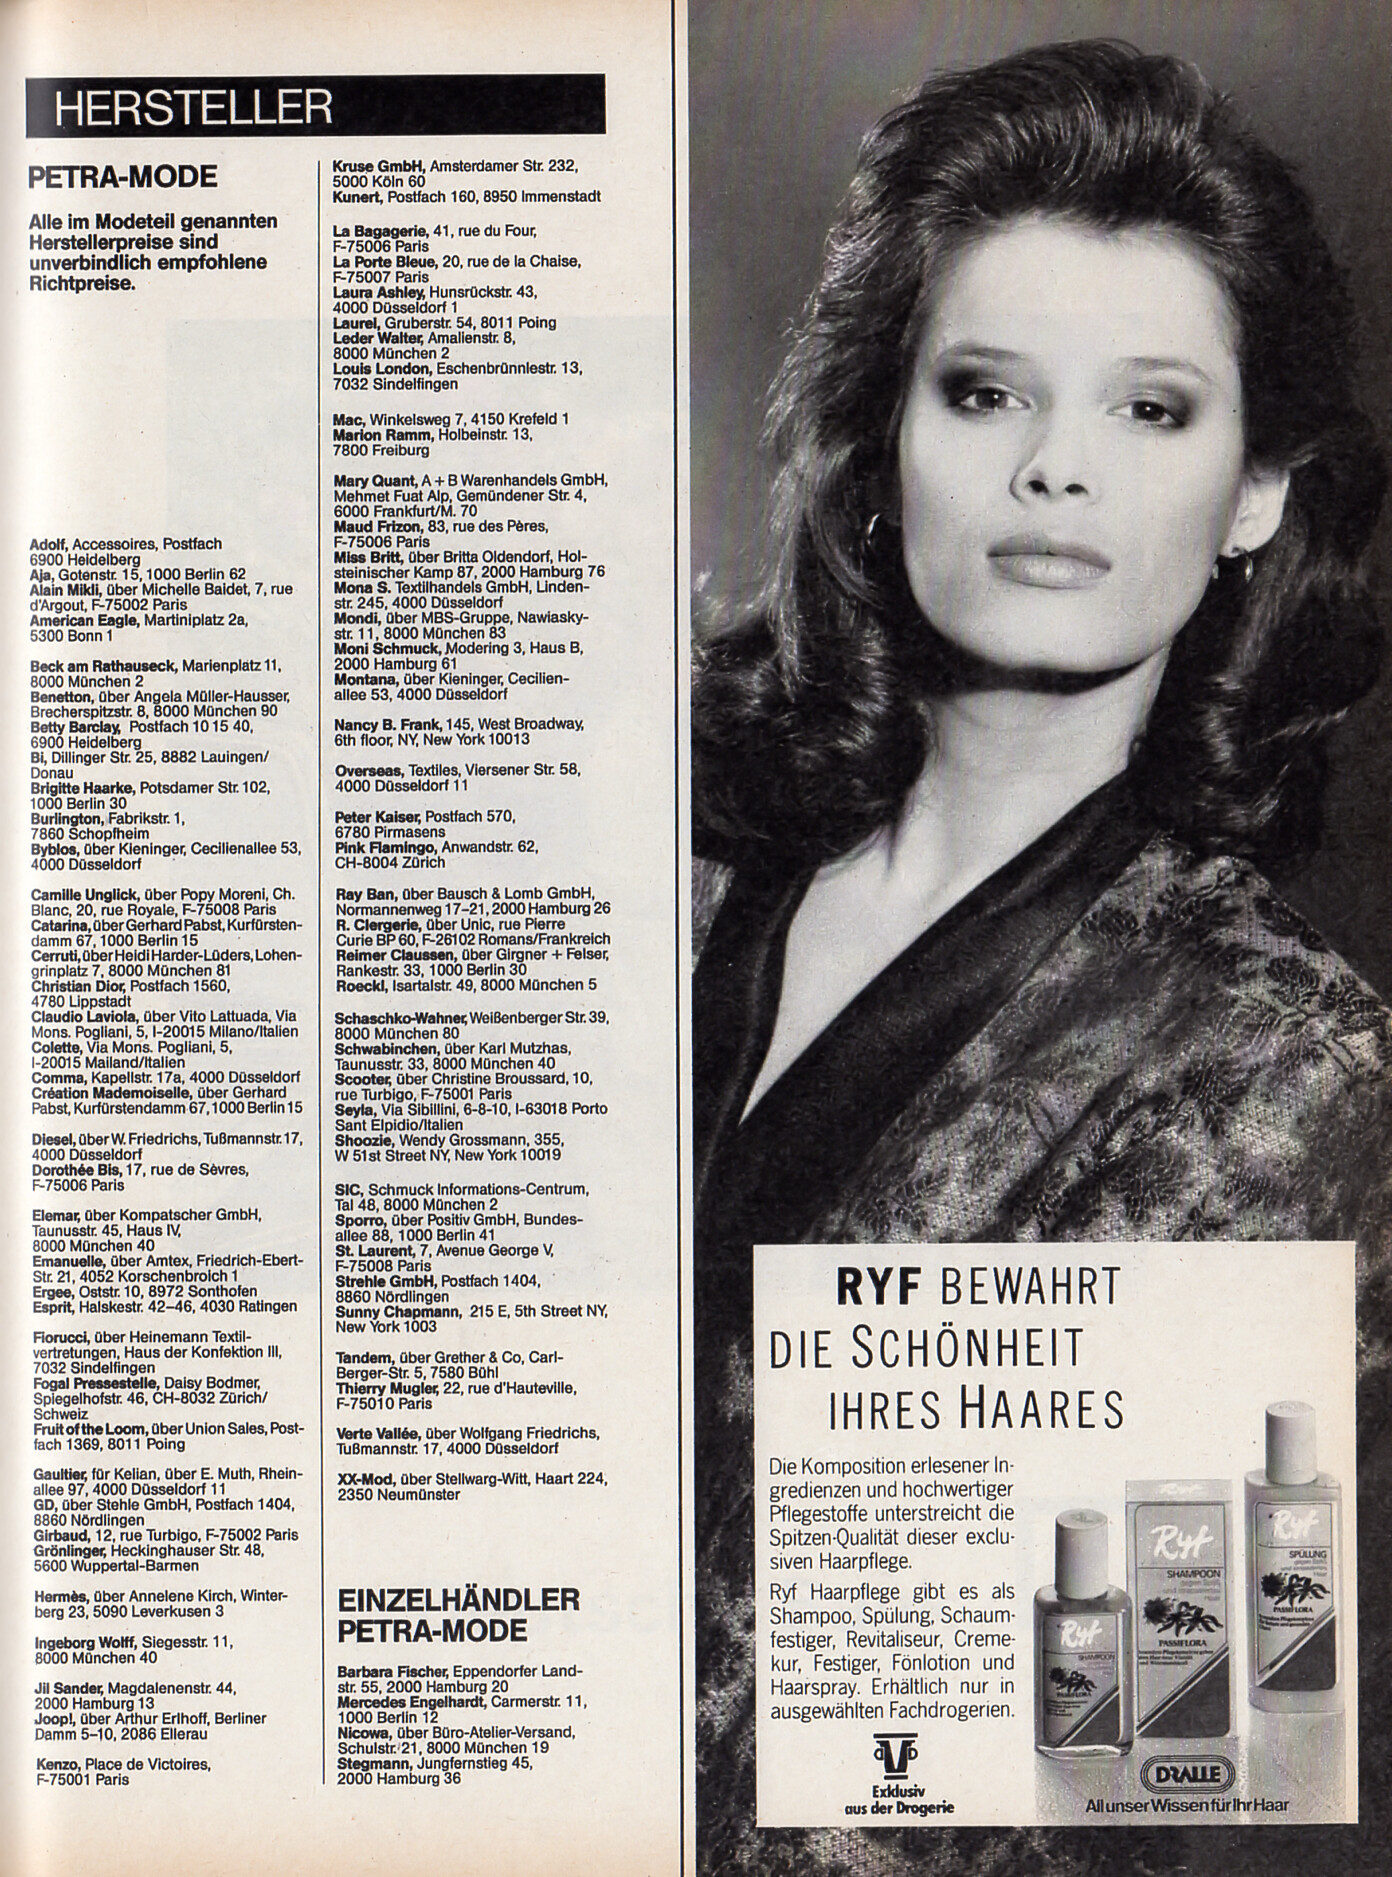 HERSTELLER
PETRA-MODE
Alle im Modeteil genannten
Herstellerpreise sind
unverbindlich empfohlene
Richtpreise.
Adolf, Accessoires, Postfach
6900 Heidelberg
Aja, Gotenstr. 15, 1000 Berlin 62
Alain Mikli, über Michelle Baldet, 7, rue
d'Argout, F-75002 Paris
American Eagle, Martiniplatz 2a,
5300 Bonn 1
Beck am Rathauseck, Marienplatz 11,
8000 München 2
Benetton, über Angela Müller-Hausser,
Brecherspitzstr. 8, 8000 München 90
Betty Barclay, Postfach 10 15 40,
6900 Heidelberg
Bi, Dillinger Str. 25, 8882 Lauingen/
Donau
Brigitte Haarke, Potsdamer Str. 102,
1000 Berlin 30
Burlington, Fabrikstr. 1,
7860 Schopfheim
Byblos, über Kieninger, Cecilienallee 53,
4000 Düsseldorf
Camille Unglick, über Popy Moreni, Ch.
Blanc, 20, rue Royale, F-75008 Paris
Catarina, über Gerhard Pabst, Kurfürsten-
damm 67, 1000 Berlin 15
Cerruti, über Heidi Harder-Lüders, Lohen-
grinplatz 7, 8000 München 81
Christian Dior, Postfach 1560,
4780 Lippstadt
Claudio Laviola, über Vito Lattuada, Via
Mons. Pogliani, 5, I-20015 Milano/Italien
Colette, Via Mons. Pogliani, 5,
I-20015 Mailand/Italien
Comma, Kapellstr. 17a, 4000 Düsseldorf
Création Mademoiselle, über Gerhard
Pabst, Kurfürstendamm 67, 1000 Berlin 15
Diesel, über W. Friedrichs, Tußmannstr. 17,
4000 Düsseldorf
Dorothée Bis, 17, rue de Sèvres,
F-75006 Paris
Elemar, über Kompatscher GmbH,
Taunusstr. 45, Haus IV,
8000 München 40
Emanuelle, über Amtex, Friedrich-Ebert-
Str. 21, 4052 Korschenbroich 1
Ergee, Oststr. 10, 8972 Sonthofen
Esprit, Halskestr. 42–46, 4030 Ratingen
Fiorucci, über Heinemann Textil-
vertretungen, Haus der Konfektion III,
7032 Sindelfingen
Fogal Pressestelle, Daisy Bodmer,
Spiegelhofstr. 46, CH-8032 Zürich/
Schweiz
Fruit of the Loom, über Union Sales, Post-
fach 1369, 8011 Poing
Gaultier, für Kelian, über E. Muth, Rhein-
allee 97, 4000 Düsseldorf 11
GD, über Stehle GmbH, Postfach 1404,
8860 Nördlingen
Girbaud, 12, rue Turbigo, F-75002 Paris
Grönlinger, Heckinghauser Str. 48,
5600 Wuppertal-Barmen
Hermès, über Annelene Kirch, Winter-
berg 23, 5090 Leverkusen 3
Ingeborg Wolff, Siegesstr. 11,
8000 München 40
Jil Sander, Magdalenenstr. 44,
2000 Hamburg 13
Joop!, über Arthur Erlhoff, Berliner
Damm 5–10, 2086 Ellerau
Kenzo, Place de Victoires,
F-75001 Paris
Kruse GmbH, Amsterdamer Str. 232,
5000 Köln 60
Kunert, Postfach 160, 8950 Immenstadt
La Bagagerie, 41, rue du Four,
F-75006 Paris
La Porte Bleue, 20, rue de la Chaise,
F-75007 Paris
Laura Ashley, Hunsrückstr. 43,
4000 Düsseldorf 1
Laurel, Gruberstr. 54, 8011 Poing
Leder Walter, Amalienstr. 8,
8000 München 2
Louis London, Eschenbrünnlestr. 13,
7032 Sindelfingen
Mac, Winkelsweg 7, 4150 Krefeld 1
Marion Ramm, Holbeinstr. 13,
7800 Freiburg
Mary Quant, A + B Warenhandels GmbH,
Mehmet Fuat Alp, Gemündener Str. 4,
6000 Frankfurt/M. 70
Maud Frizon, 83, rue des Pères,
F-75006 Paris
Miss Britt, über Britta Oldendorf, Hol-
steinischer Kamp 87, 2000 Hamburg 76
Mona S. Textilhandels GmbH, Linden-
str. 245, 4000 Düsseldorf
Mondi, über MBS-Gruppe, Nawiasky-
str. 11, 8000 München 83
Moni Schmuck, Modering 3, Haus B,
2000 Hamburg 61
Montana, über Kieninger, Cecilien-
allee 53, 4000 Düsseldorf
Nancy B. Frank, 145, West Broadway,
6th floor, NY, New York 10013
Overseas, Textiles, Viersener Str. 58,
4000 Düsseldorf 11
Peter Kaiser, Postfach 570,
6780 Pirmasens
Pink Flamingo, Anwandstr. 62,
CH-8004 Zürich
Ray Ban, über Bausch & Lomb GmbH,
Normannenweg 17–21, 2000 Hamburg 26
R. Clergerie, über Unic, rue Pierre
Curie BP 60, F-26102 Romans/Frankreich
Reimer Claussen, über Girgner + Felser,
Rankestr. 33, 1000 Berlin 30
Roeckl, Isartalstr. 49, 8000 München 5
Schaschko-Wahner, Weißenberger Str. 39,
8000 München 80
Schwabinchen, über Karl Mutzhas,
Taunusstr. 33, 8000 München 40
Scooter, über Christine Broussard, 10,
rue Turbigo, F-75001 Paris
Seyla, Via Sibillini, 6-8-10, I-63018 Porto
Sant Elpidio/Italien
Shoozie, Wendy Grossmann, 355,
W 51st Street NY, New York 10019
SIC, Schmuck Informations-Centrum,
Tal 48, 8000 München 2
Sporro, über Positiv GmbH, Bundes-
allee 88, 1000 Berlin 41
St. Laurent, 7, Avenue George V,
F-75008 Paris
Strehle GmbH, Postfach 1404,
8860 Nördlingen
Sunny Chapmann, 215 E, 5th Street NY,
New York 1003
Tandem, über Grether & Co, Carl-
Berger-Str. 5, 7580 Bühl
Thierry Mugler, 22, rue d'Hauteville,
F-75010 Paris
Verte Vallée, über Wolfgang Friedrichs,
Tußmannstr. 17, 4000 Düsseldorf
XX-Mod, über Stellwarg-Witt, Haart 224,
2350 Neumünster
EINZELHÄNDLER
PETRA-MODE
Barbara Fischer, Eppendorfer Land-
str. 55, 2000 Hamburg 20
Mercedes Engelhardt, Carmerstr. 11,
1000 Berlin 12
Nicowa, über Büro-Atelier-Versand,
Schulstr. 21, 8000 München 19
Stegmann, Jungfernstieg 45,
2000 Hamburg 36
RYF BEWAHRT
DIE SCHÖNHEIT
IHRES HAARES
Die Komposition erlesener In-
gredienzen und hochwertiger
Pflegestoffe unterstreicht die
Spitzen-Qualität dieser exclu-
siven Haarpflege.
Ryf Haarpflege gibt es als
Shampoo, Spülung, Schaum-
festiger, Revitaliseur, Creme-
kur, Festiger, Fönlotion und
Haarspray. Erhältlich nur in
ausgewählten Fachdrogerien.
Exklusiv
aus der Drogerie
Ryf
SHAMPOON
PASSIFLORA
Ryf
SHAMPOON
gegen Spliß
PASSIFLORA
Ryf
SPÜLUNG
gegen Spliß
PASSIFLORA
DRALLE
All unser Wissen für Ihr Haar